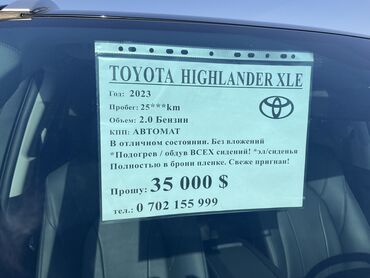 TOYOTA HIGHLANDER XLE
Год: 2023
Пробег: 25***km
Обьем: 2.0 Бензин
КПП: АВТОМАТ
В отличном состоянии. Без вложений
*Подогрев / обдув ВСЕХ сидений! *эл/сиденья
Полностью в брони пленке. Свеже пригнан!
Прошу: 35 000 $
тел.: 0 702 155 999